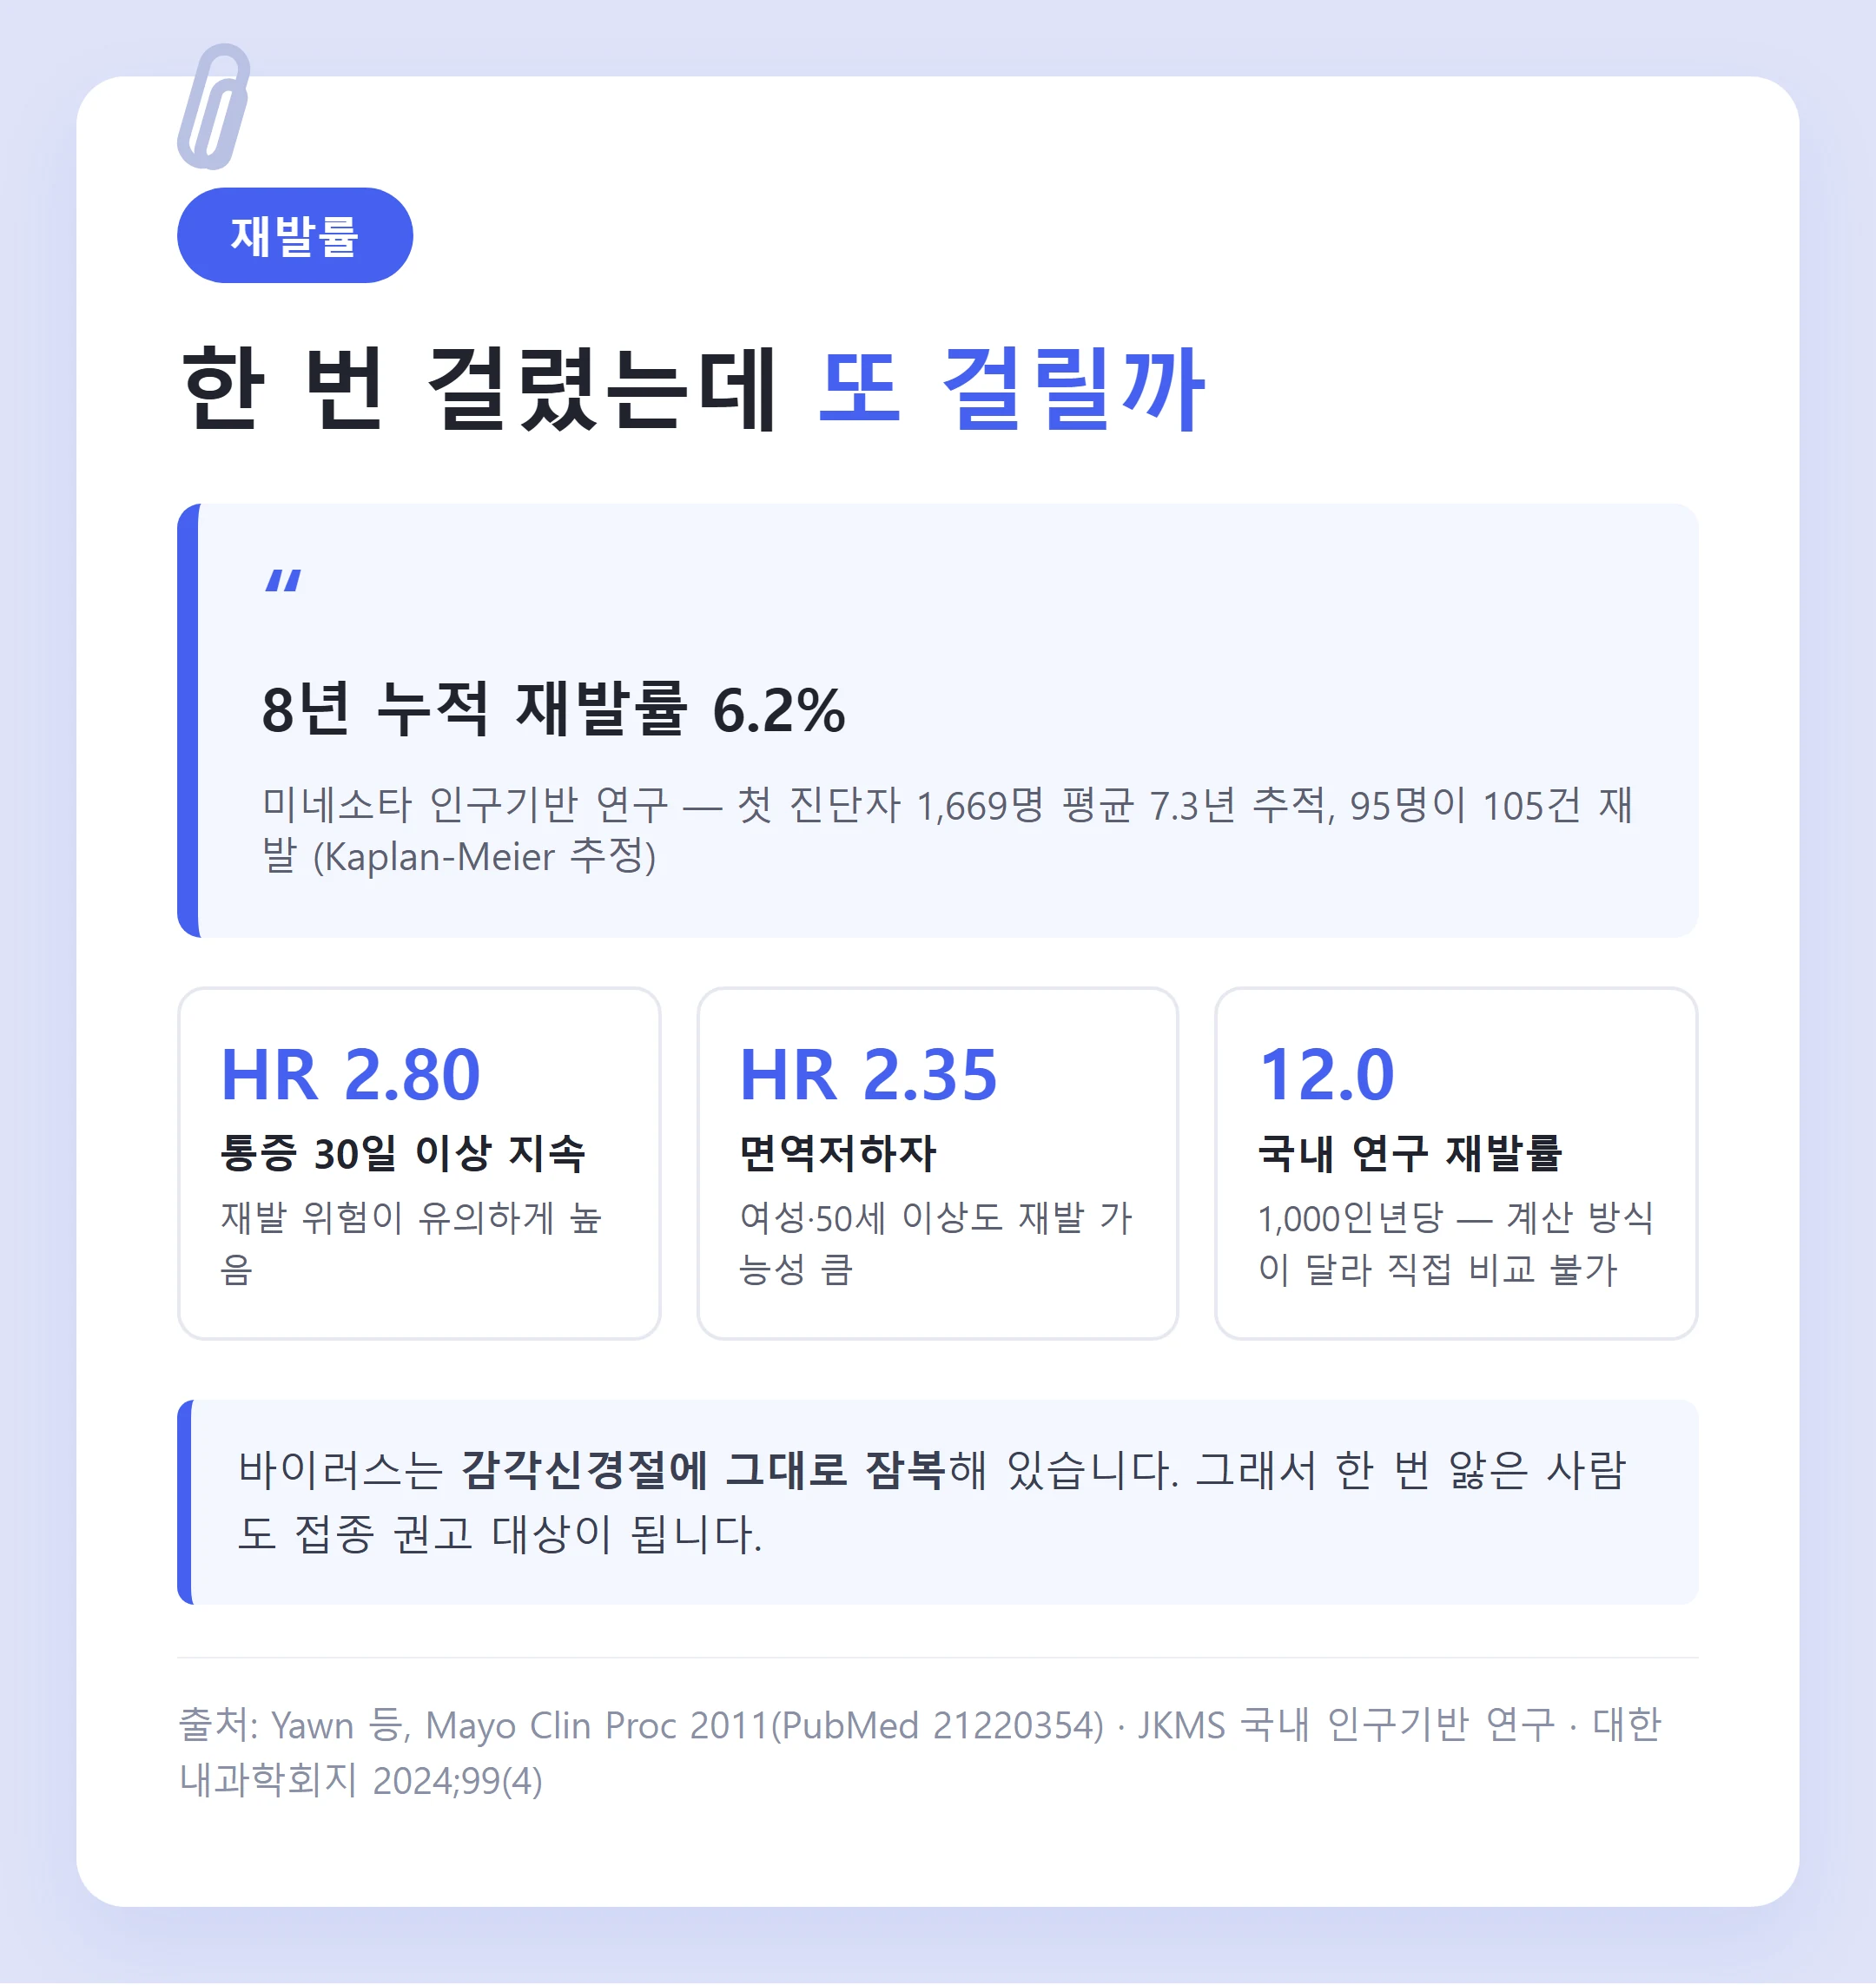 재발률
한 번 걸렸는데 또 걸릴까
“
8년 누적 재발률 6.2%
미네소타 인구기반 연구 — 첫 진단자 1,669명 평균 7.3년 추적, 95명이 105건 재
발 (Kaplan-Meier 추정)
HR 2.80
통증 30일 이상 지속
재발 위험이 유의하게 높
음
HR 2.35
면역저하자
여성·50세 이상도 재발 가
능성 큼
12.0
국내 연구 재발률
1,000인년당 — 계산 방식
이 달라 직접 비교 불가
바이러스는 감각신경절에 그대로 잠복해 있습니다. 그래서 한 번 앓은 사람
도 접종 권고 대상이 됩니다.
출처: Yawn 등, Mayo Clin Proc 2011(PubMed 21220354) · JKMS 국내 인구기반 연구 · 대한
내과학회지 2024;99(4)